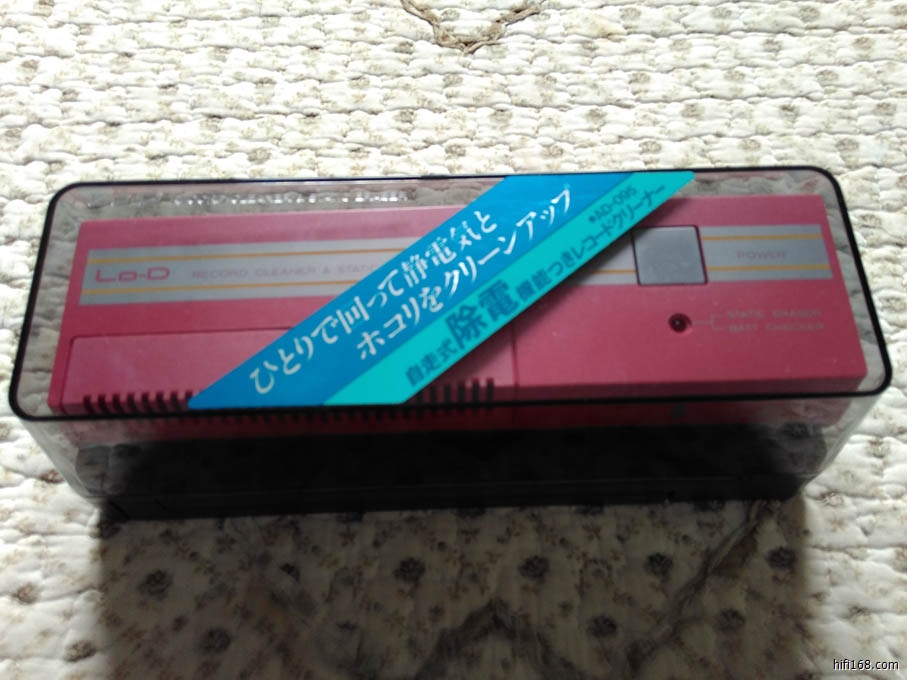 Lo-D
RECORD CLEANER & STATIC
ひとりで回って静電気と
ホコリをクリーンアップ
●AD-095
自走式除電機能つきレコードクリーナー
POWER
STATIC ERASER
BATT CHECKER
hifi168.com